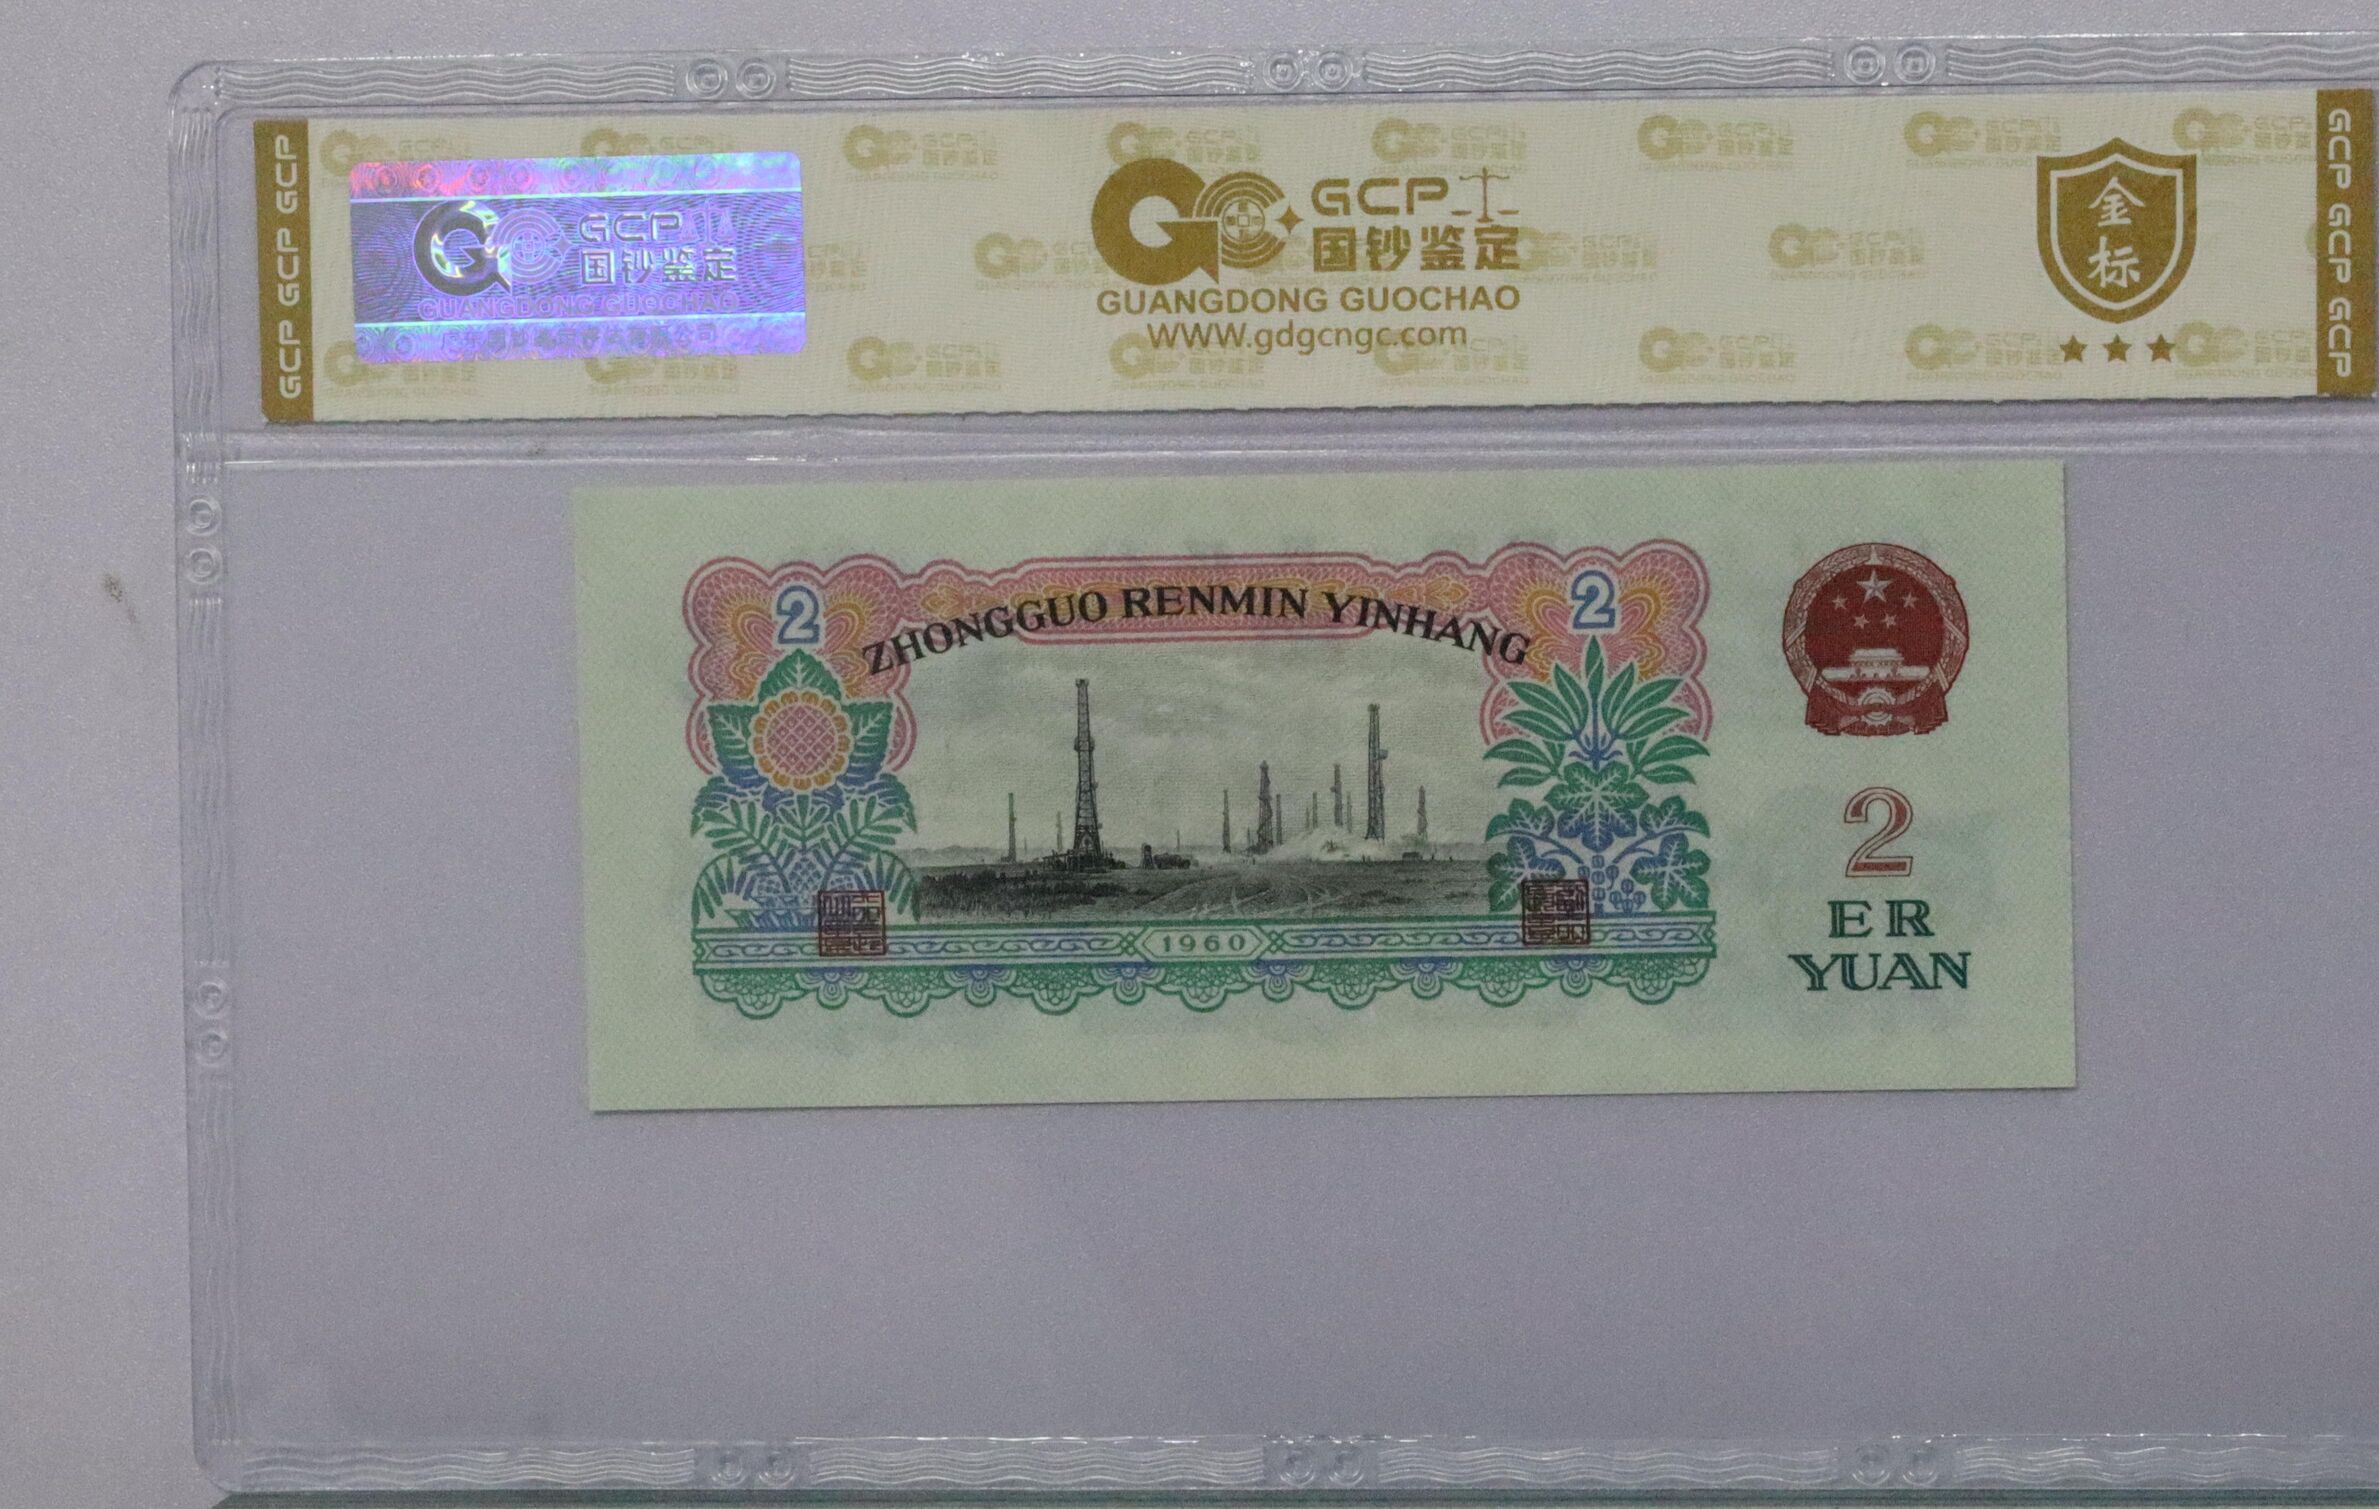 GCP GCP GCP
GCP
国钞鉴定
GUANGDONG GUOCHAO
GCP
国钞鉴定
GUANGDONG GUOCHAO
WWW.gdgcngc.com
金
标
GCP GCP GCP
2
ZHONGGUO RENMIN YINHANG
2
1960
2
ER
YUAN